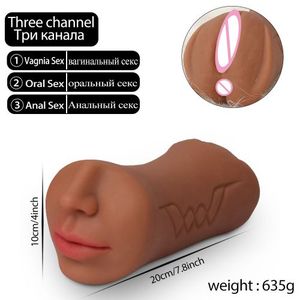 Three channel
Три канала
1 Vagnia Sex вагинальный секс
2 Oral Sex оральный секс
3 Anal Sex Анальный секс
10cm/4inch
20cm/7.8inch
weight : 635g